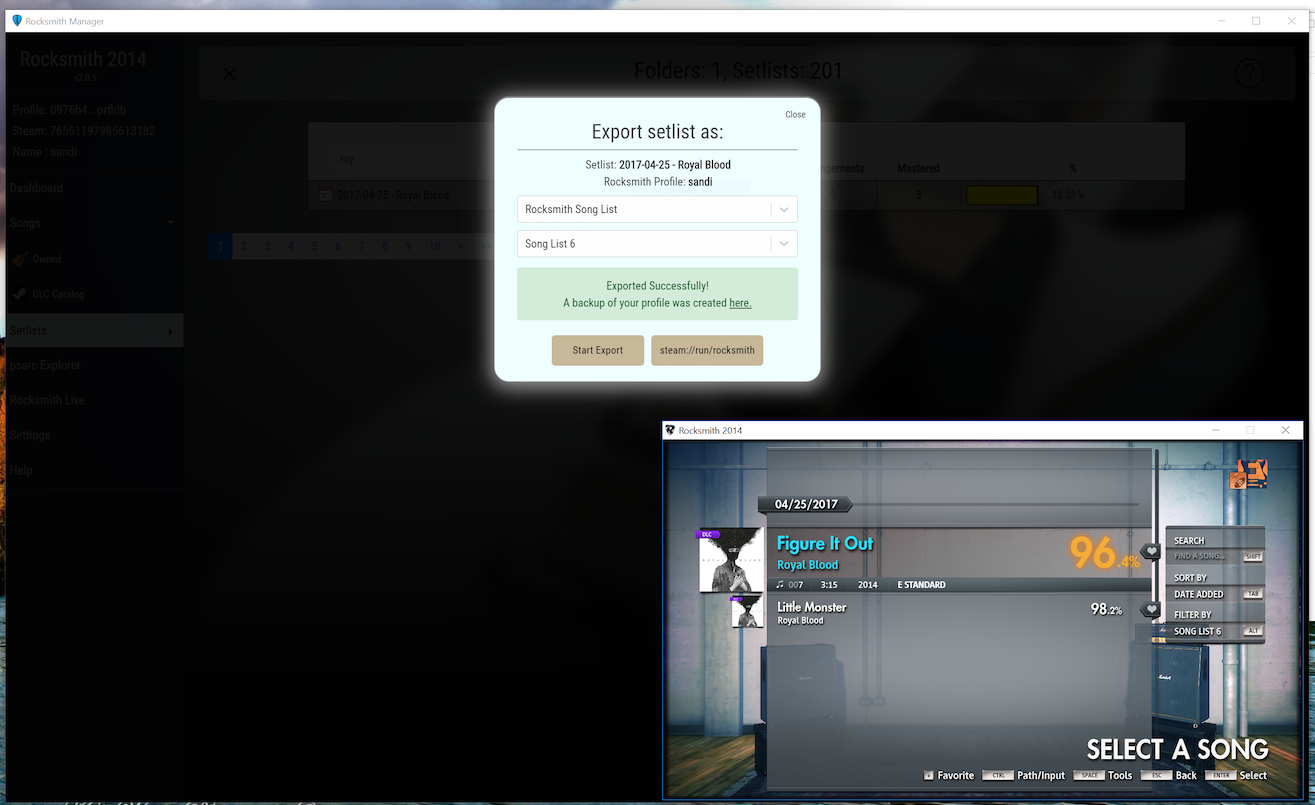 Rocksmith Manager
Rocksmith 2014
v2.0.5
Profile: 0976b4...prfldb
Steam: 76561197985613182
Name : sandi
Dashboard
Songs
Owned
DLC Catalog
Setlists
psarc Explorer
Rocksmith Live
Settings
Help
Folders: 1, Setlists: 201
?
roy
ngements Mastered %
2017-04-25 - Royal Blood 9 3 33.33 %
1 2 3 4 5 6 7 8 9 10 >
Close
Export setlist as:
Setlist: 2017-04-25 - Royal Blood
Rocksmith Profile: sandi
Rocksmith Song List
Song List 6
Exported Successfully!
A backup of your profile was created here.
Start Export steam://run/rocksmith
Rocksmith 2014
04/25/2017
DLC
Figure It Out
Royal Blood
96.4%
007 3:15 2014 E STANDARD
Little Monster
Royal Blood
98.2%
SEARCH
FIND A SONG... SHIFT
SORT BY
DATE ADDED TAB
FILTER BY
SONG LIST 6 ALT
SELECT A SONG
Favorite CTRL Path/Input SPACE Tools ESC Back ENTER Select